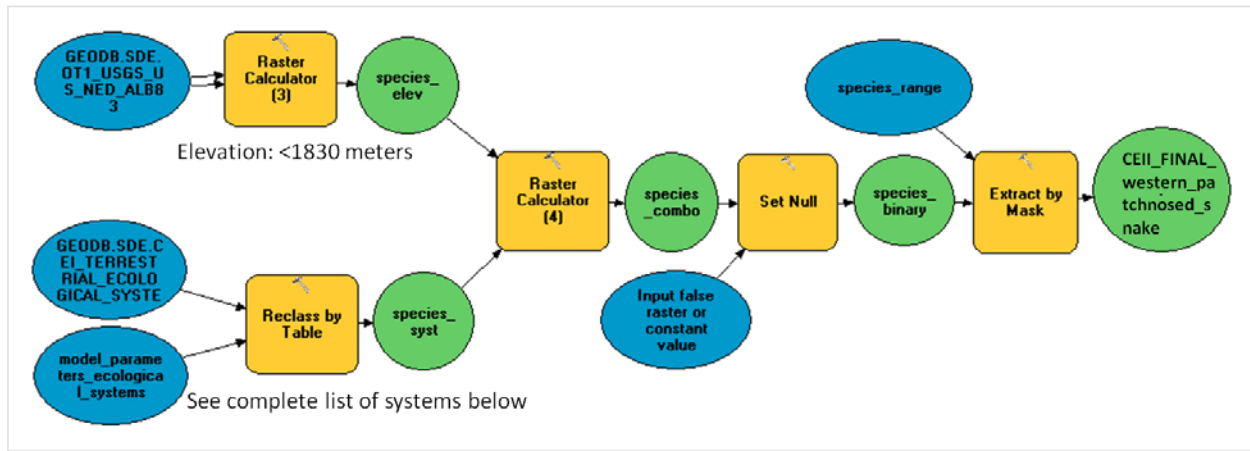 GEODB.SDE.
OT1_USGS_U
S_NED_ALB8
3
Raster
Calculator
(3)
species_
elev
Elevation: <1830 meters
species_range
GEODB.SDE.C
EI_TERREST
RIAL_ECOLO
GICAL_SYSTE
model_parame
ters_ecologica
l_systems
Reclass by
Table
species_
syst
See complete list of systems below
Raster
Calculator
(4)
species
_combo
Input false
raster or
constant
value
Set Null
species_
binary
Extract by
Mask
CEII_FINAL_
western_pa
tchnosed_s
nake